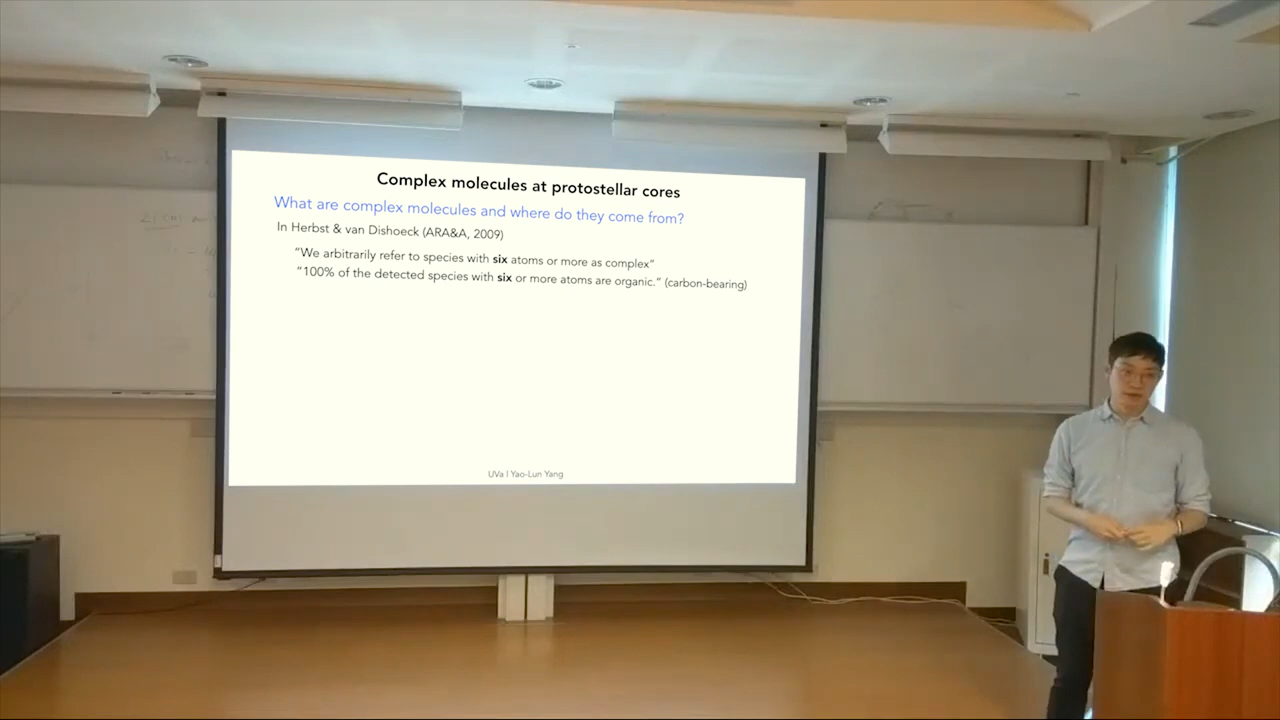 Complex molecules at protostellar cores
What are complex molecules and where do they come from?
In Herbst & van Dishoeck (ARA&A, 2009)
“We arbitrarily refer to species with six atoms or more as complex”
“100% of the detected species with six or more atoms are organic.” (carbon-bearing)
UVa | Yao-Lun Yang